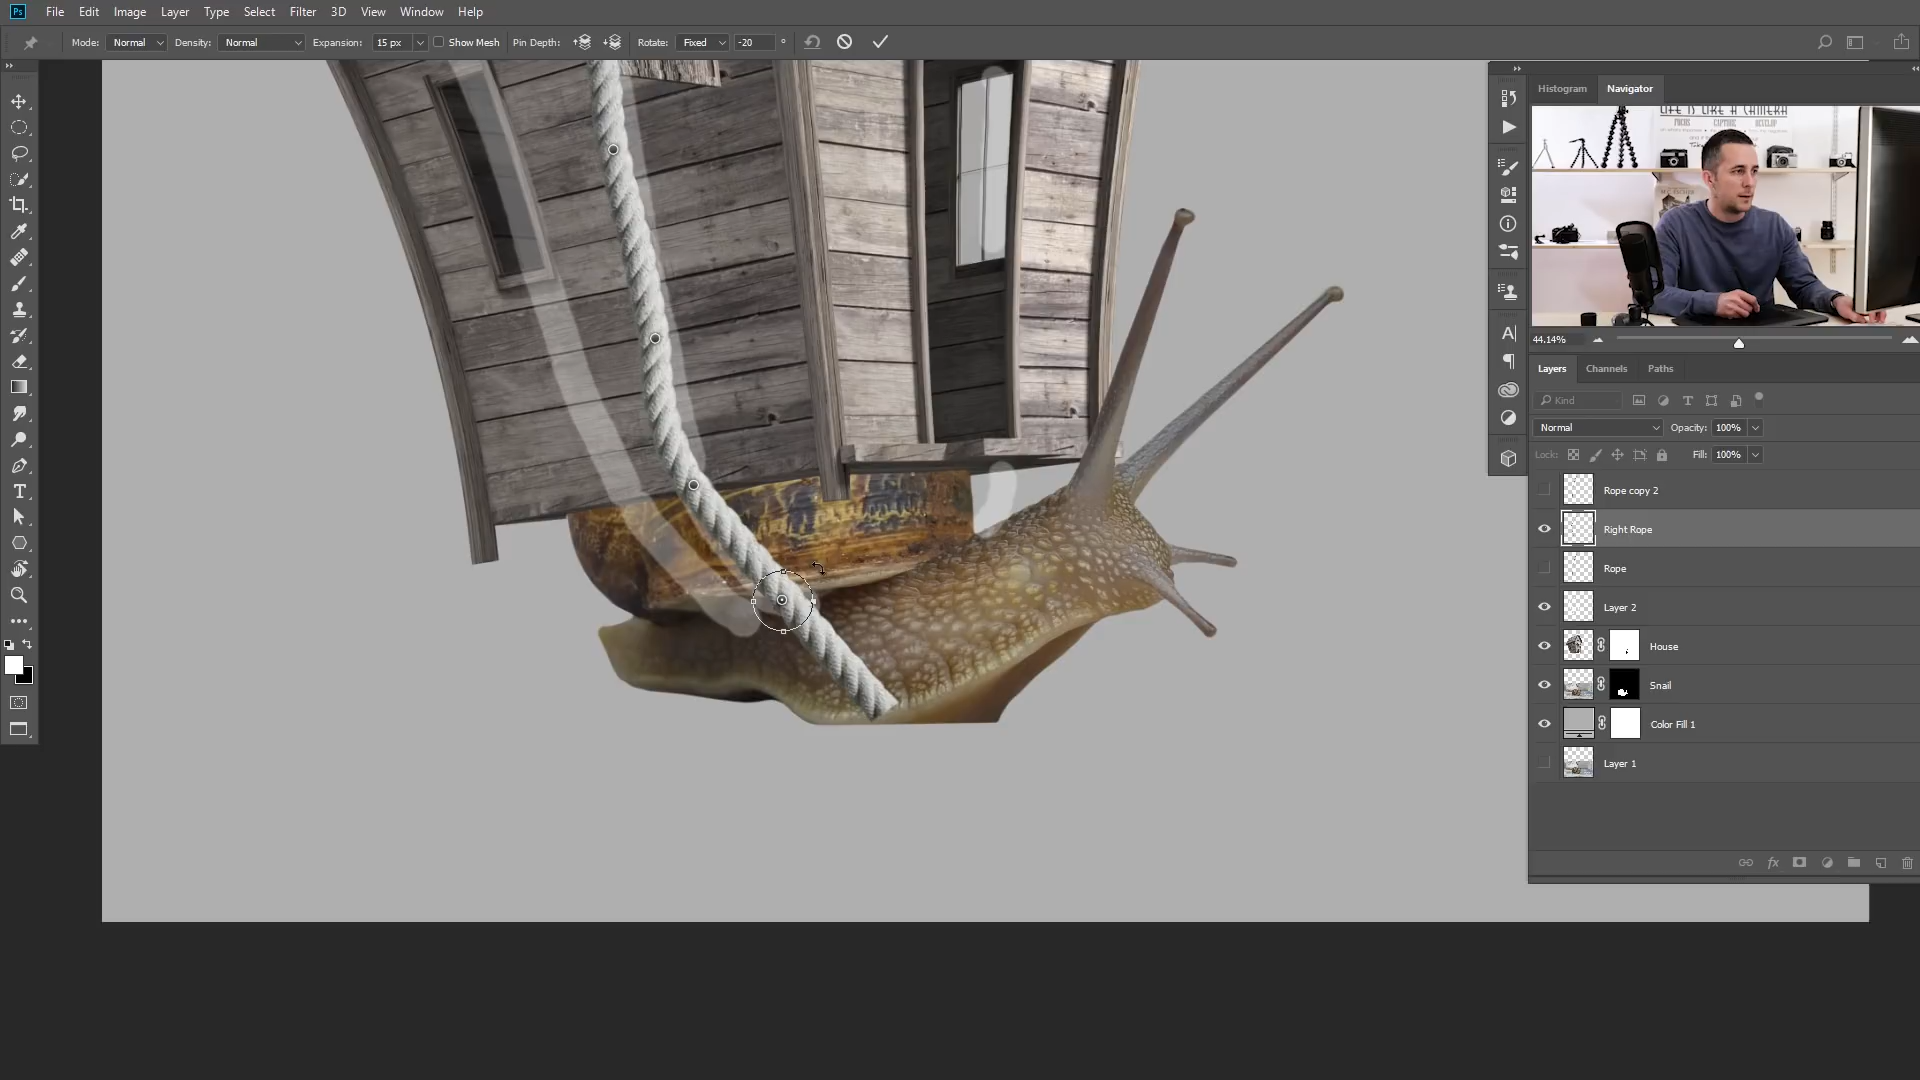 Ps File Edit Image Layer Type Select Filter 3D View Window Help
Mode: Normal Density: Normal Expansion: 15 px Show Mesh Pin Depth: Rotate: Fixed -20 °
Histogram Navigator
LIFE IS LIKE A CAMERA
FOCUS CAPTURE DEVELOP
44.14%
Layers Channels Paths
Kind
Normal Opacity: 100%
Lock: Fill: 100%
Rope copy 2
Right Rope
Rope
Layer 2
House
Snail
Color Fill 1
Layer 1